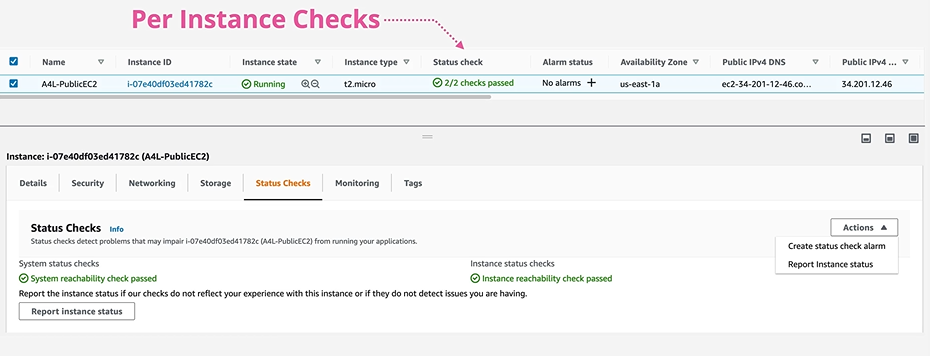 Per Instance Checks
Name Instance ID Instance state Instance type Status check Alarm status Availability Zone Public IPv4 DNS Public IPv4 ...
A4L-PublicEC2 i-07e40df03ed41782c Running t2.micro 2/2 checks passed No alarms + us-east-1a ec2-34-201-12-46.co... 34.201.12.46
Instance: i-07e40df03ed41782c (A4L-PublicEC2)
Details Security Networking Storage Status Checks Monitoring Tags
Status Checks Info Actions
Status checks detect problems that may impair i-07e40df03ed41782c (A4L-PublicEC2) from running your applications.
Create status check alarm
Report Instance status
System status checks Instance status checks
System reachability check passed Instance reachability check passed
Report the instance status if our checks do not reflect your experience with this instance or if they do not detect issues you are having.
Report instance status